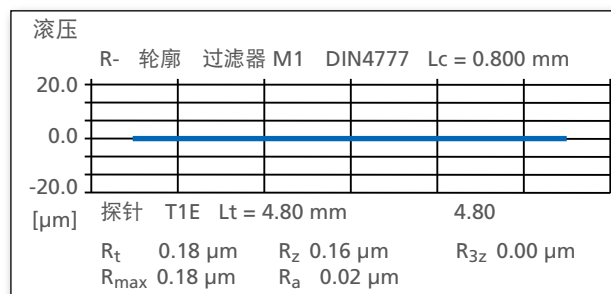 滚压
R- 轮廓 过滤器 M1 DIN4777 Lc = 0.800 mm
20.0
0.0
-20.0
[µm]
探针 T1E Lt = 4.80 mm 4.80
Rt 0.18 µm Rz 0.16 µm R3z 0.00 µm
Rmax 0.18 µm Ra 0.02 µm